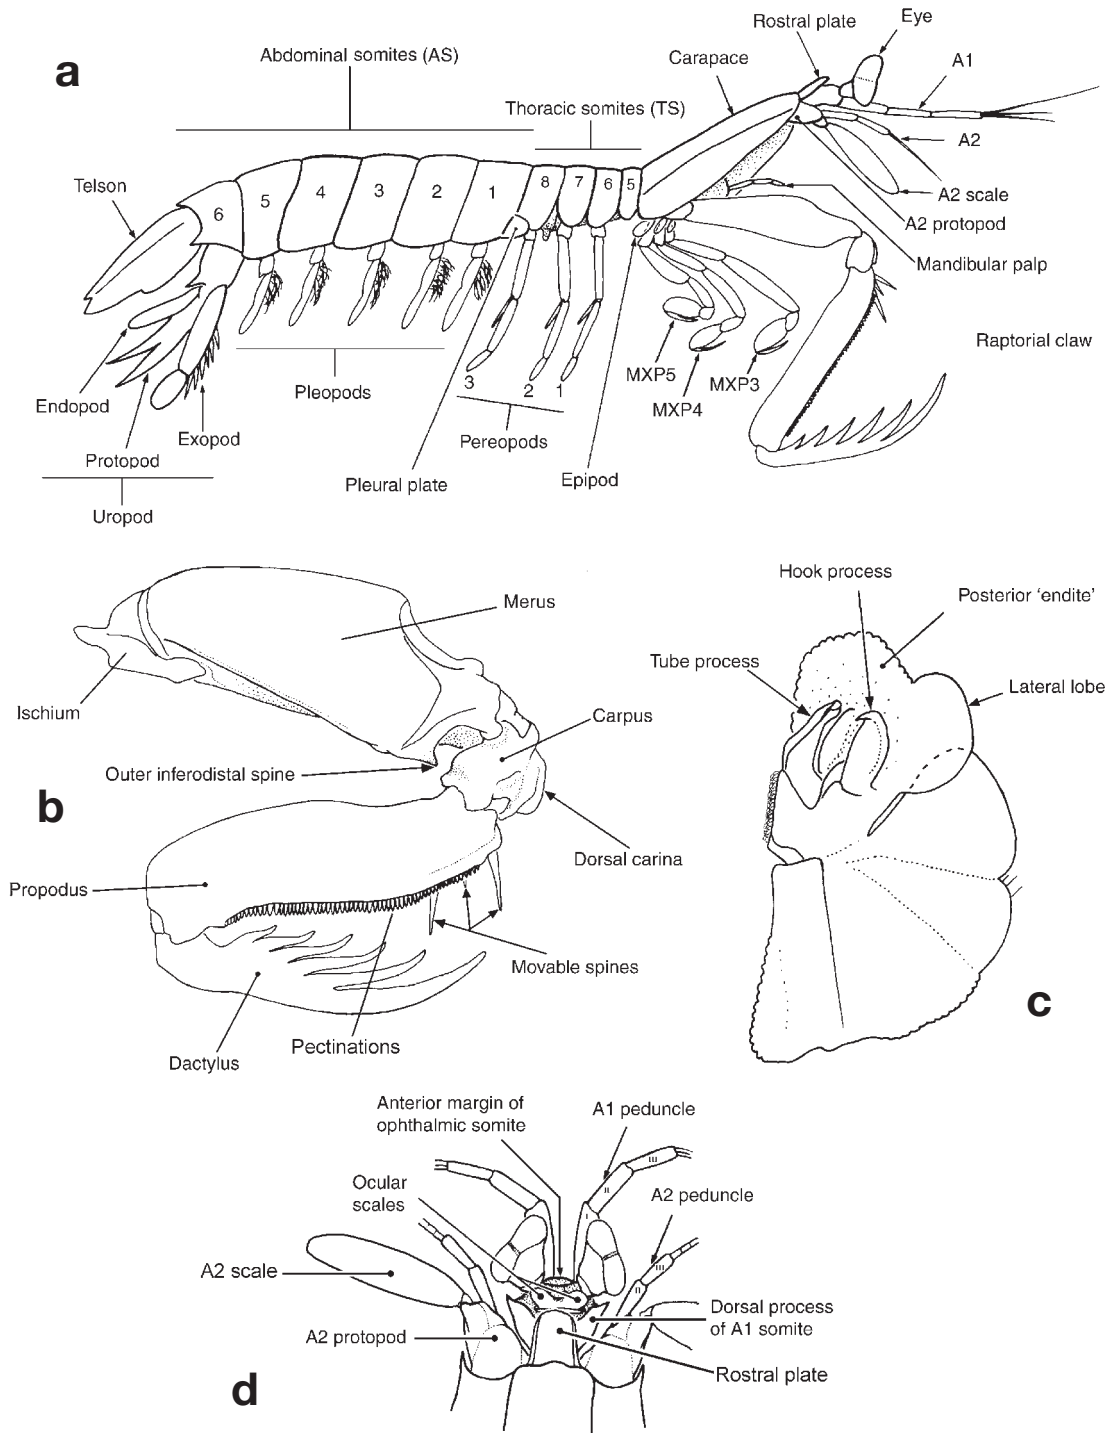 a
Abdominal somites (AS)
Thoracic somites (TS)
Carapace
Rostral plate
Eye
A1
A2
A2 scale
A2 protopod
Mandibular palp
Raptorial claw
Telson
6
5
4
3
2
1
8
7
6
5
Endopod
Protopod
Exopod
Uropod
Pleopods
3
2
1
Pereopods
Pleural plate
Epipod
MXP5
MXP4
MXP3
b
Merus
Ischium
Carpus
Outer inferodistal spine
Dorsal carina
Propodus
Movable spines
Pectinations
Dactylus
Hook process
Posterior ‘endite’
Tube process
Lateral lobe
c
Anterior margin of
ophthalmic somite
A1 peduncle
Ocular
scales
A2 peduncle
III
II
I
III
II
A2 scale
A2 protopod
Dorsal process
of A1 somite
Rostral plate
d